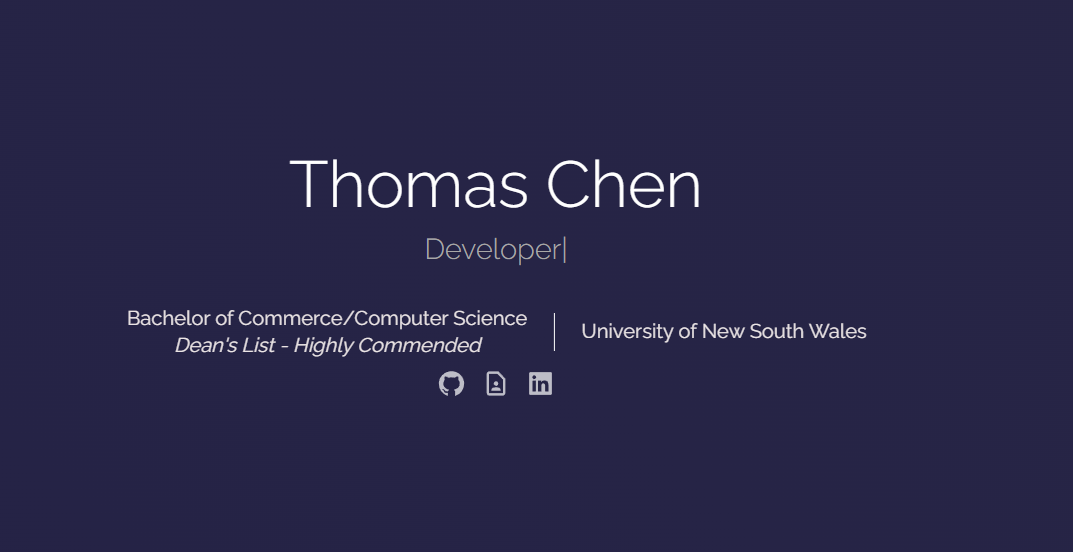 Thomas Chen
Developer|
Bachelor of Commerce/Computer Science
Dean's List - Highly Commended
University of New South Wales